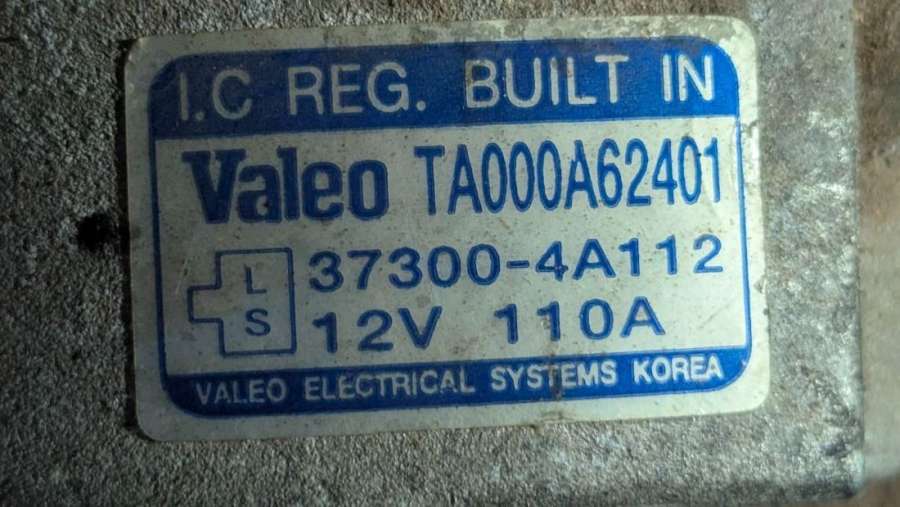 I.C REG. BUILT IN
Valeo TA000A62401
L 37300-4A112
S 12V 110A
VALEO ELECTRICAL SYSTEMS KOREA